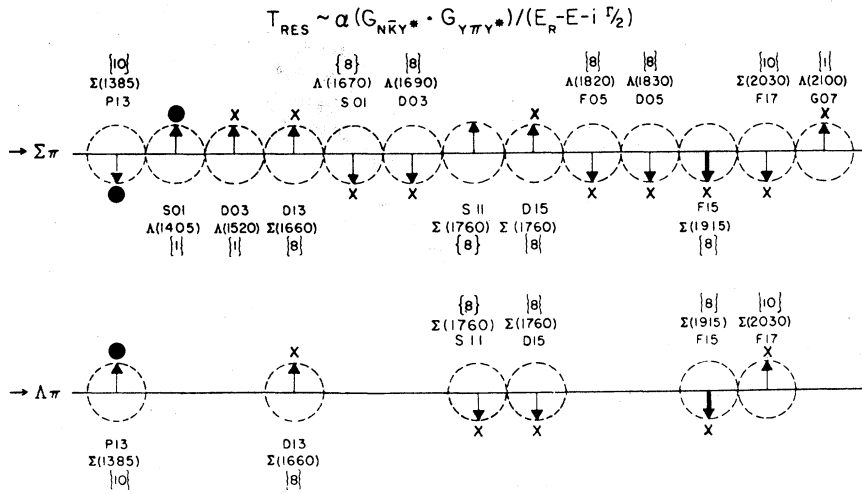 T_RES ~ α (G_NK̄Y* · G_YπY*)/(E_R-E-i Γ/2)
{10} {8} {8} {8} {8} {10} {1}
Σ(1385) Λ(1670) Λ(1690) Λ(1820) Λ(1830) Σ(2030) Λ(2100)
P13 S01 D03 F05 D05 F17 G07
X X X X
→ Σπ
X X X X X X
S01 D03 D13 S11 D15 F15
Λ(1405) Λ(1520) Σ(1660) Σ(1760) Σ(1760) Σ(1915)
{1} {1} {8} {8} {8} {8}
{8} {8} {8} {10}
Σ(1760) Σ(1760) Σ(1915) Σ(2030)
S11 D15 F15 F17
X X
→ Λπ
X X X
P13 D13
Σ(1385) Σ(1660)
{10} {8}